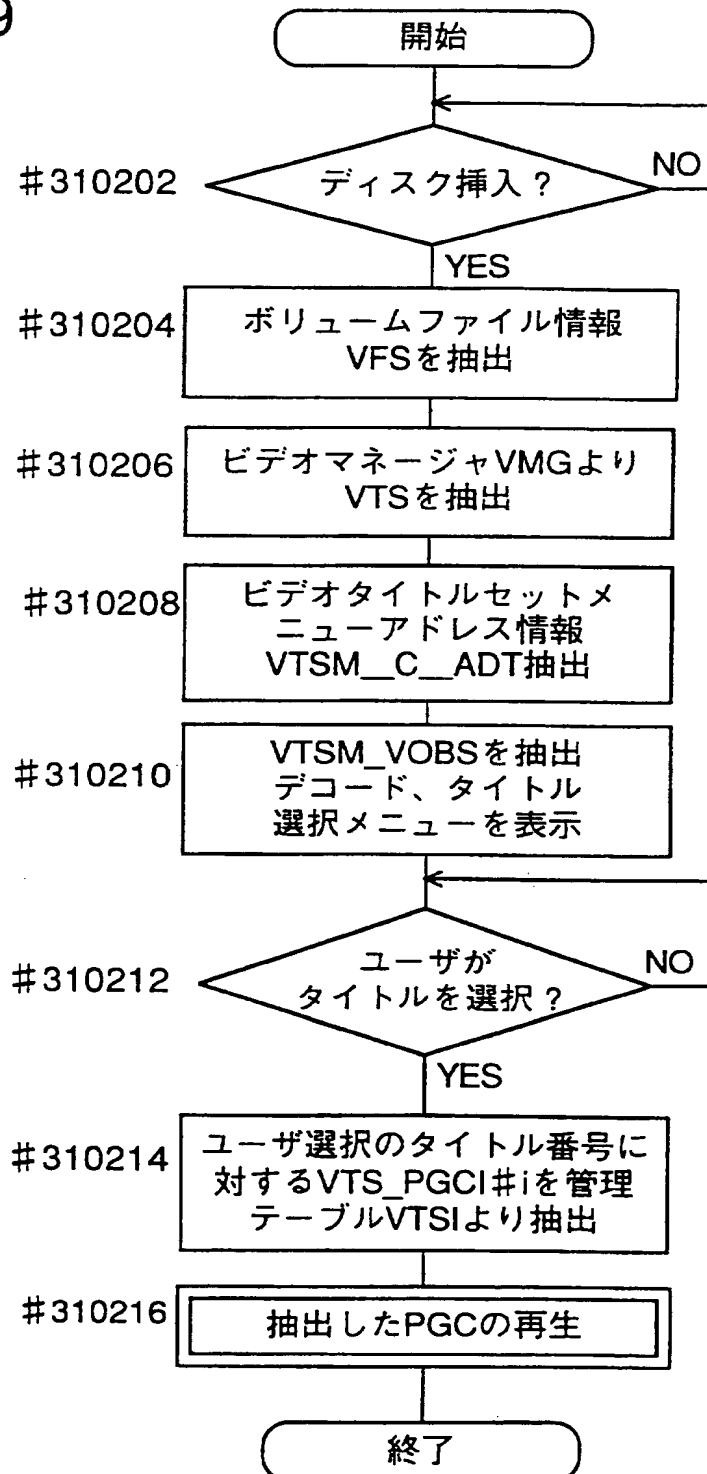 9
開始
#310202
ディスク挿入?
NO
YES
#310204
ボリュームファイル情報
VFSを抽出
#310206
ビデオマネージャVMGより
VTSを抽出
#310208
ビデオタイトルセットメ
ニューアドレス情報
VTSM__C__ADT抽出
#310210
VTSM_VOBSを抽出
デコード、タイトル
選択メニューを表示
#310212
ユーザが
タイトルを選択?
NO
YES
#310214
ユーザ選択のタイトル番号に
対するVTS_PGCI#iを管理
テーブルVTSIより抽出
#310216
抽出したPGCの再生
終了